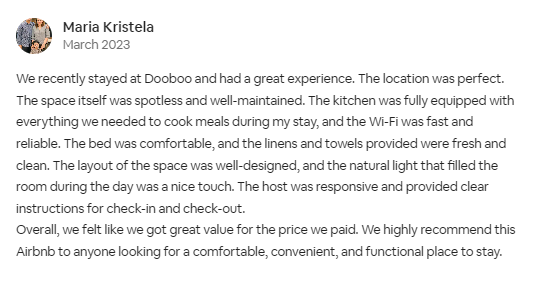 Maria Kristela
March 2023
We recently stayed at Dooboo and had a great experience. The location was perfect.
The space itself was spotless and well-maintained. The kitchen was fully equipped with
everything we needed to cook meals during my stay, and the Wi-Fi was fast and
reliable. The bed was comfortable, and the linens and towels provided were fresh and
clean. The layout of the space was well-designed, and the natural light that filled the
room during the day was a nice touch. The host was responsive and provided clear
instructions for check-in and check-out.
Overall, we felt like we got great value for the price we paid. We highly recommend this
Airbnb to anyone looking for a comfortable, convenient, and functional place to stay.